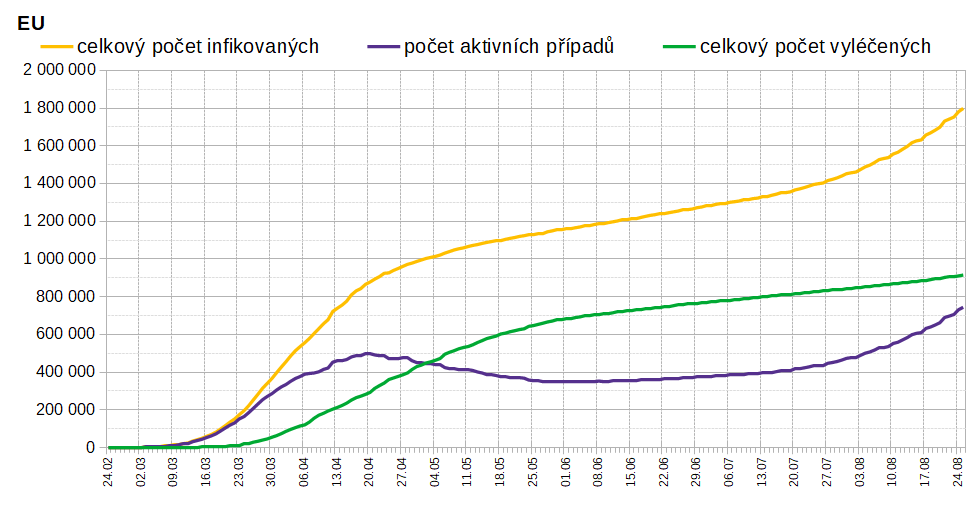 EU
celkový počet infikovaných počet aktivních případů celkový počet vyléčených
2 000 000
1 800 000
1 600 000
1 400 000
1 200 000
1 000 000
800 000
600 000
400 000
200 000
0
24.02 02.03 09.03 16.03 23.03 30.03 06.04 13.04 20.04 27.04 04.05 11.05 18.05 25.05 01.06 08.06 15.06 22.06 29.06 06.07 13.07 20.07 27.07 03.08 10.08 17.08 24.08